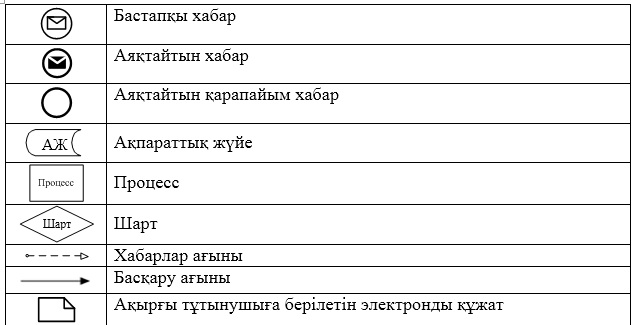 Бастапқы хабар
Аяқтайтын хабар
Аяқтайтын қарапайым хабар
АЖ Ақпараттық жүйе
Процесс Процесс
Шарт Шарт
Хабарлар ағыны
Басқару ағыны
Ақырғы тұтынушыға берілетін электронды құжат